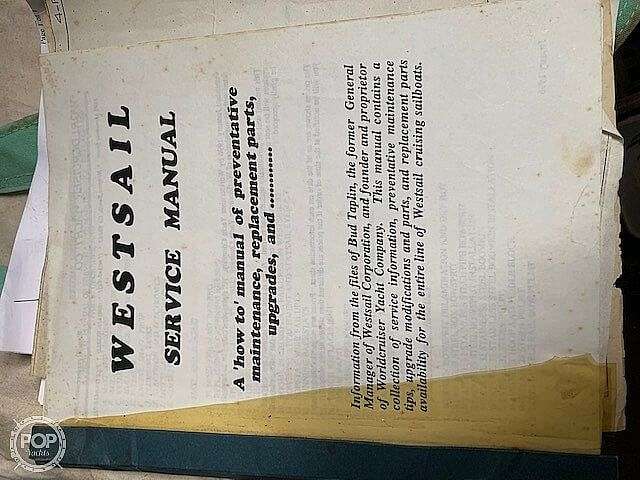 WESTSAIL
SERVICE MANUAL
A 'how to' manual of preventative
maintenance, replacement parts,
upgrades, and ............
Information from the files of Bud Taplin, the former General
Manager of Westsail Corporation, and founder and proprietor
of Worldcruiser Yacht Company. This manual contains a
collection of service information, preventative maintenance
tips, upgrade modifications and parts, and replacement parts
availability for the entire line of Westsail cruising sailboats.
POP
Yachts